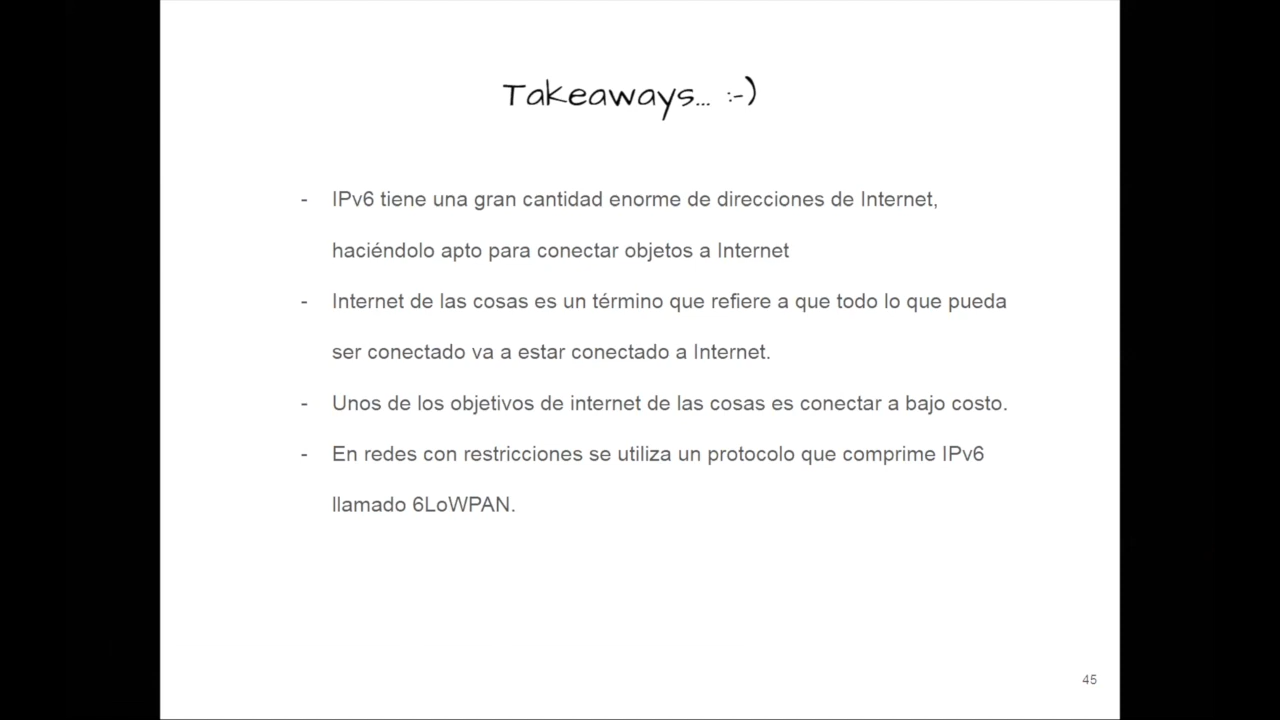 Takeaways... :-)
- IPv6 tiene una gran cantidad enorme de direcciones de Internet,
haciéndolo apto para conectar objetos a Internet
- Internet de las cosas es un término que refiere a que todo lo que pueda
ser conectado va a estar conectado a Internet.
- Unos de los objetivos de internet de las cosas es conectar a bajo costo.
- En redes con restricciones se utiliza un protocolo que comprime IPv6
llamado 6LoWPAN.
45